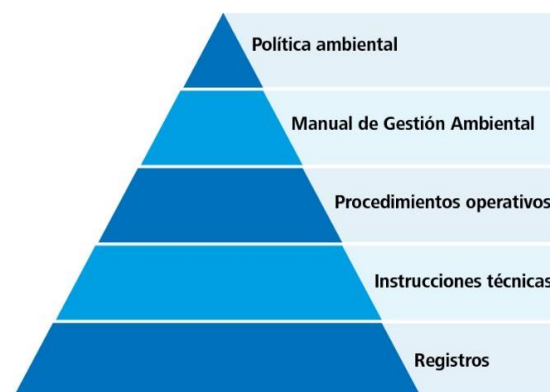 Política ambiental
Manual de Gestión Ambiental
Procedimientos operativos
Instrucciones técnicas
Registros